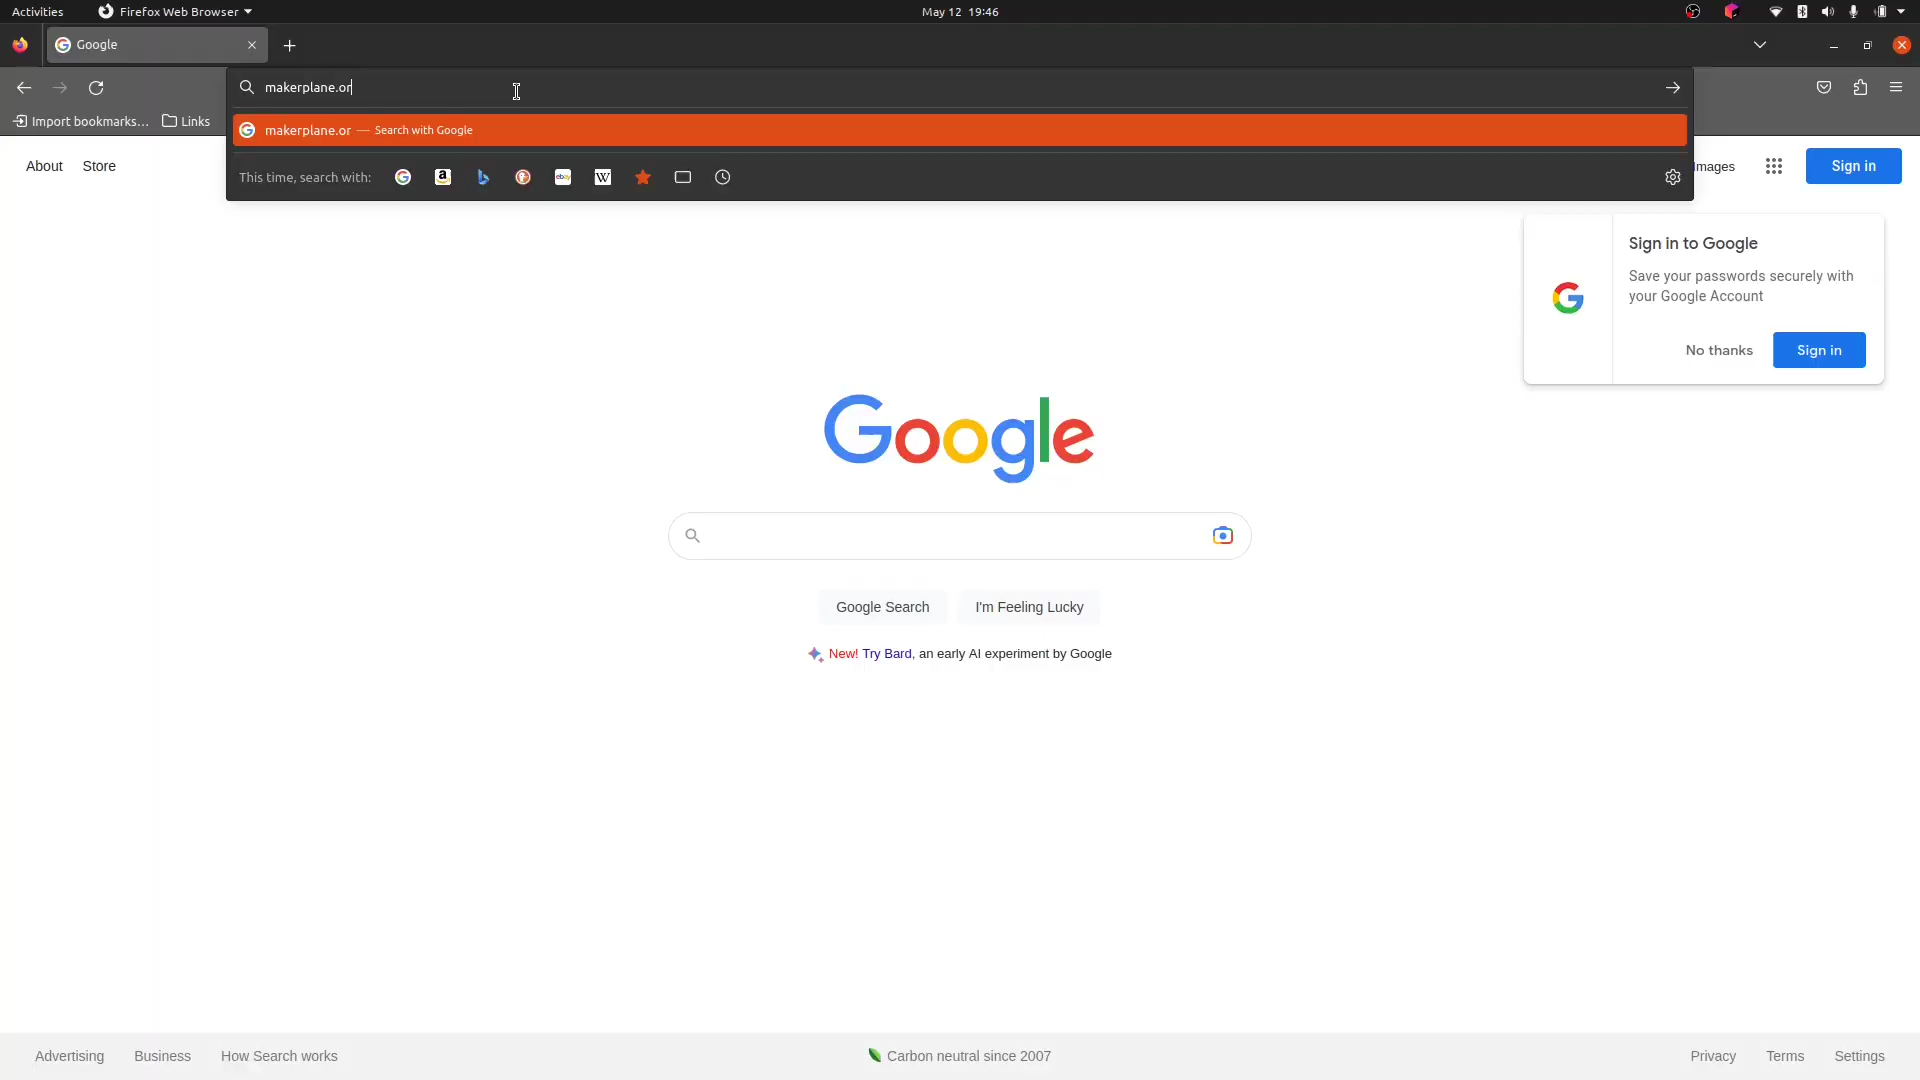 Activities Firefox Web Browser May 12 19:46
Google
makerplane.or
Import bookmarks... Links
makerplane.or — Search with Google
About Store Images Sign in
This time, search with:
Sign in to Google
Save your passwords securely with
your Google Account
No thanks Sign in
Google
Google Search I'm Feeling Lucky
New! Try Bard, an early AI experiment by Google
Advertising Business How Search works Carbon neutral since 2007 Privacy Terms Settings